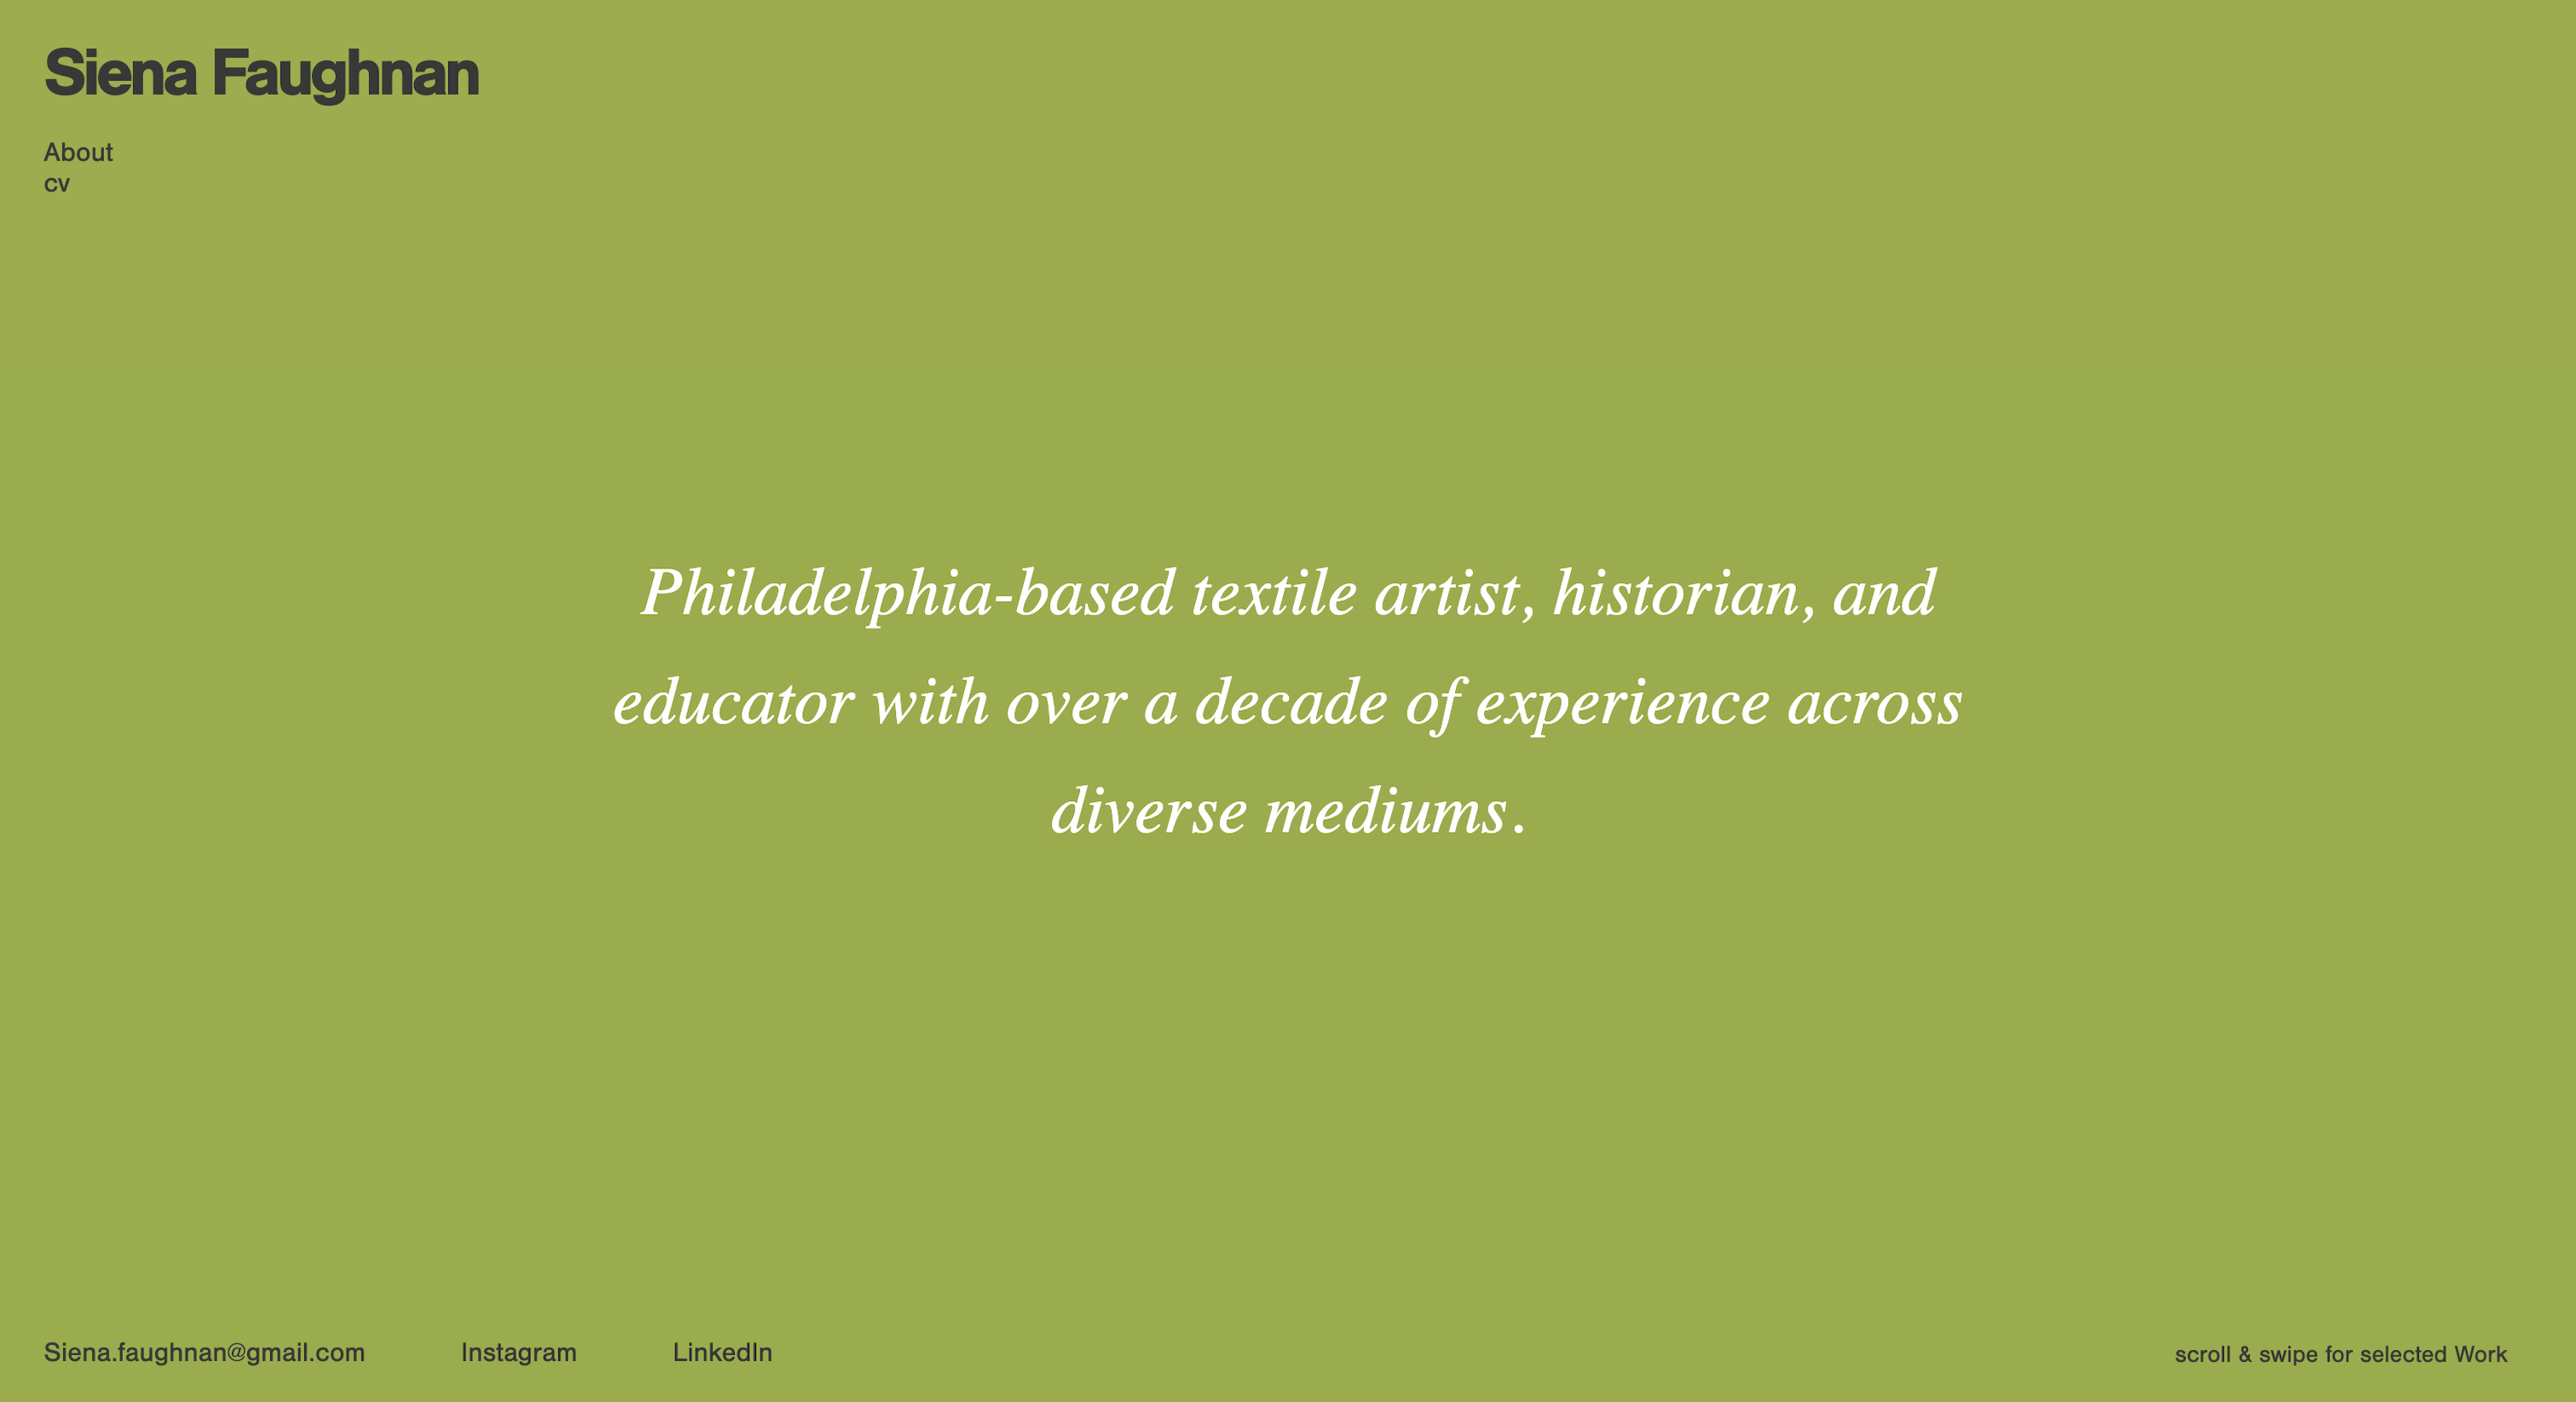 Siena Faughnan
About
cv
Philadelphia-based textile artist, historian, and
educator with over a decade of experience across
diverse mediums.
Siena.faughnan@gmail.com
Instagram
LinkedIn
scroll & swipe for selected Work